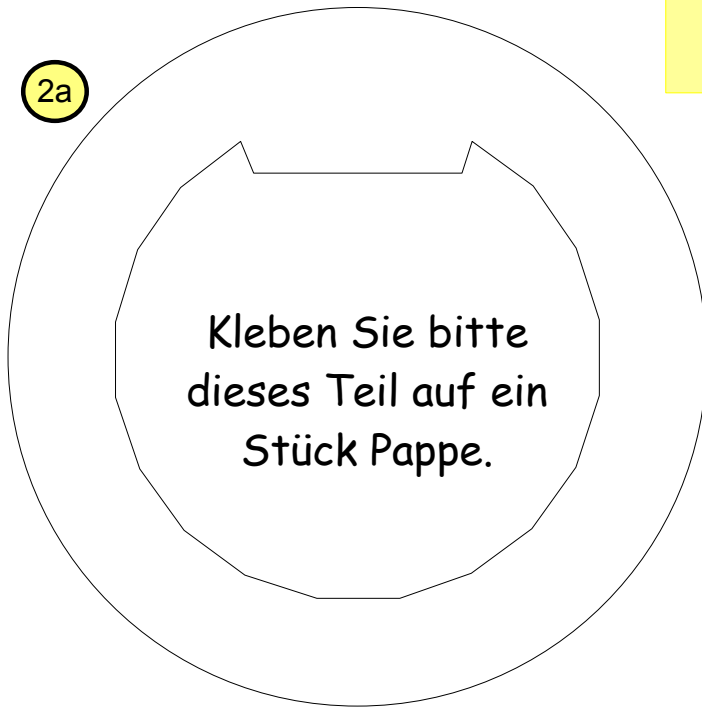 2a
Kleben Sie bitte
dieses Teil auf ein
Stück Pappe.